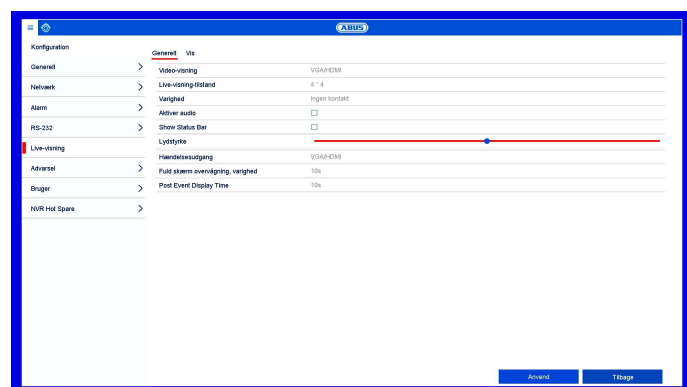 ABUS
Konfiguration
Generelt
Netværk
Alarm
RS-232
Live-visning
Advarsel
Bruger
NVR Hot Spare
Generelt Vis
Video-visning VGA/HDMI
Live-visning-tilstand 4 * 4
Varighed Ingen kontakt
Aktiver audio
Show Status Bar
Lydstyrke
Hændelsesudgang VGA/HDMI
Fuld skærm overvågning, varighed 10s
Post Event Display Time 10s
Anvend Tilbage